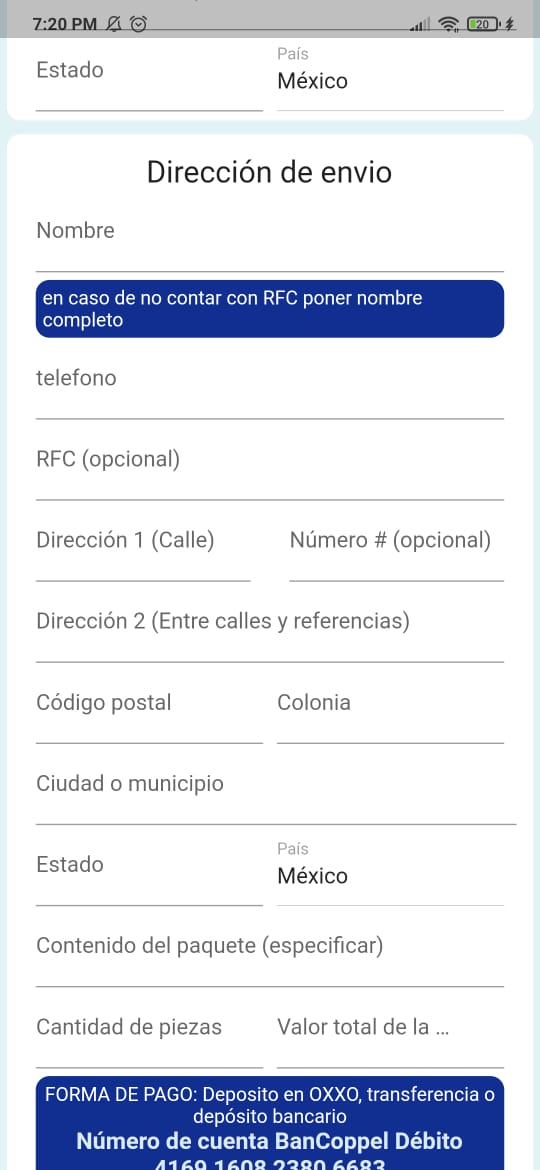 7:20 PM 20
Estado
País
México
Dirección de envio
Nombre
en caso de no contar con RFC poner nombre
completo
telefono
RFC (opcional)
Dirección 1 (Calle) Número # (opcional)
Dirección 2 (Entre calles y referencias)
Código postal Colonia
Ciudad o municipio
Estado
País
México
Contenido del paquete (especificar)
Cantidad de piezas Valor total de la ...
FORMA DE PAGO: Deposito en OXXO, transferencia o
depósito bancario
Número de cuenta BanCoppel Débito
4169 1608 2380 6683